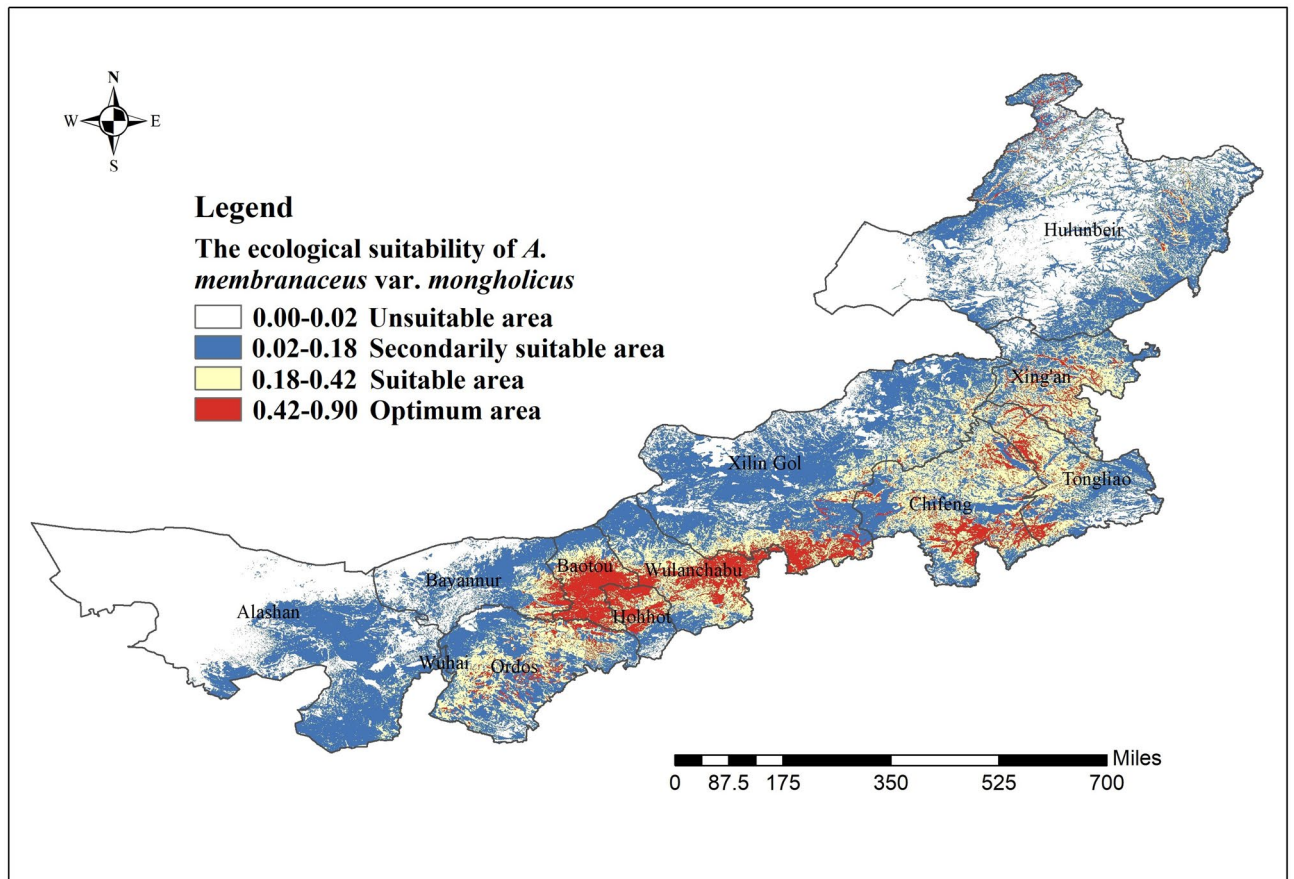 N
W E
S
Legend
The ecological suitability of A.
membranaceus var. mongholicus
0.00-0.02 Unsuitable area
0.02-0.18 Secondarily suitable area
0.18-0.42 Suitable area
0.42-0.90 Optimum area
Hulunbeir
Xing'an
Xilin Gol
Tongliao
Chifeng
Baotou
Wulanchabu
Bayannur
Alashan
Hohhot
Wuhai
Ordos
Miles
0 87.5 175 350 525 700